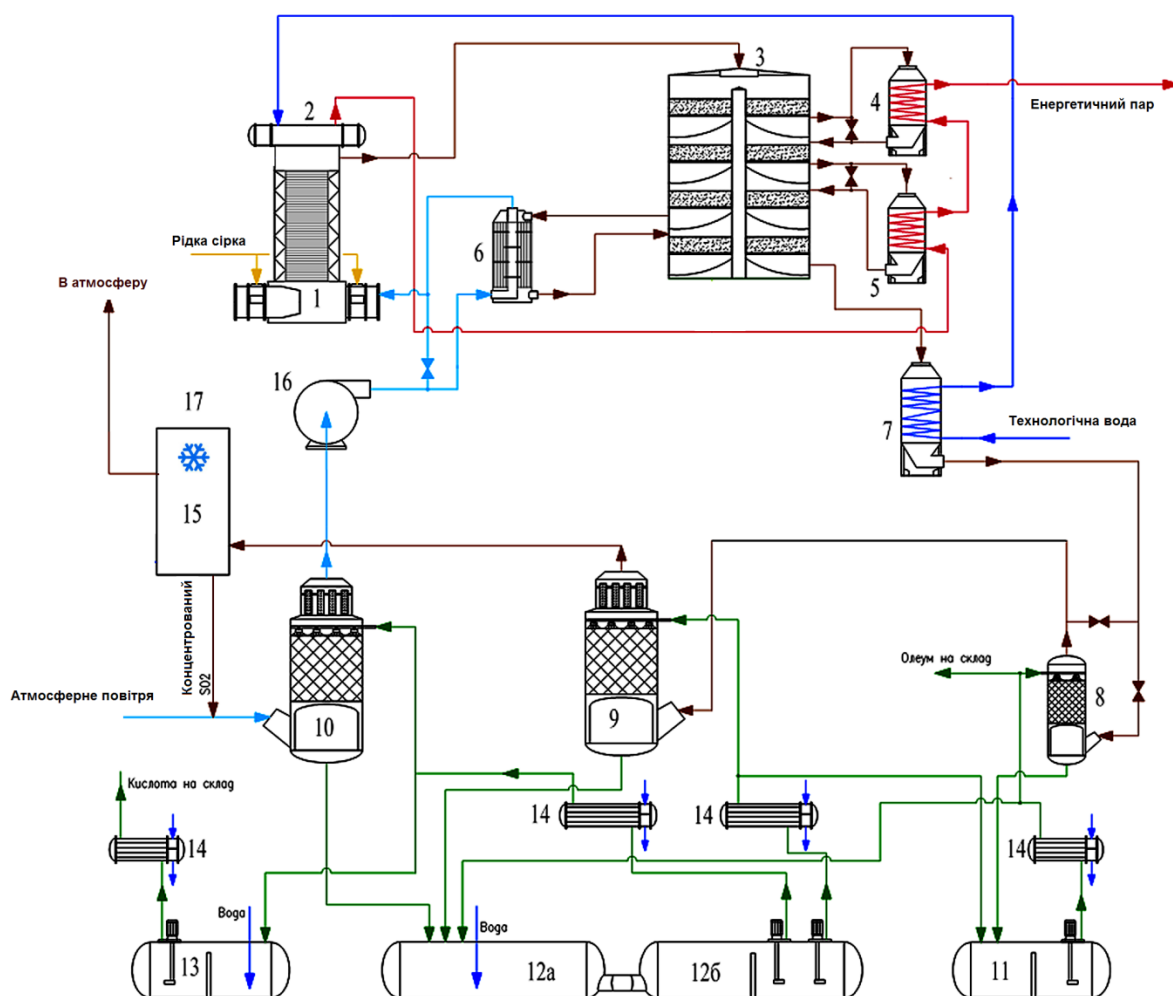 3
2
4
Енергетичний пар
Рідка сірка
6
В атмосферу
1
5
16
17
7
Технологічна вода
15
Концентрований
SO2
Олеум на склад
8
Атмосферне повітря
10
9
Кислота на склад
14
14
14
14
Вода
Вода
13
12а
12б
11